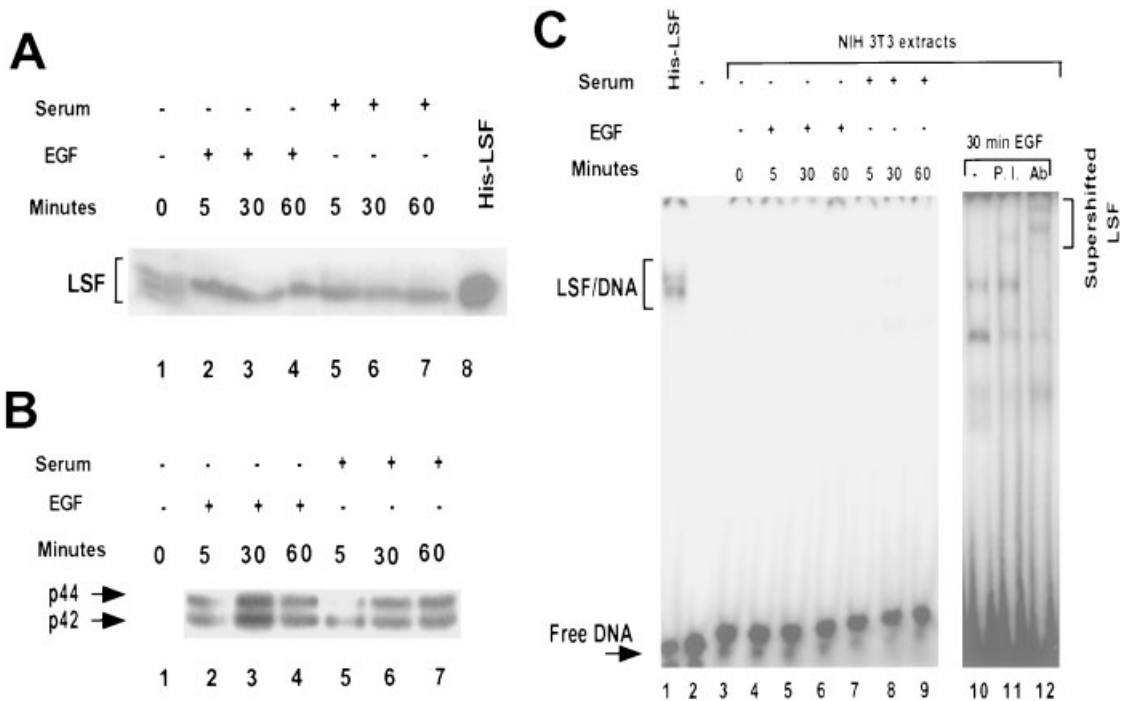 A
Serum - - - - + + +
EGF - + + + - - -
Minutes 0 5 30 60 5 30 60
His-LSF
LSF
1 2 3 4 5 6 7 8
B
Serum - - - - + + +
EGF - + + + - - -
Minutes 0 5 30 60 5 30 60
p44
p42
1 2 3 4 5 6 7
C
His-LSF
NIH 3T3 extracts
Serum - - - - - + + +
EGF - + + + - - -
Minutes 0 5 30 60 5 30 60
30 min EGF
- P. I. Ab
Supershifted
LSF
LSF/DNA
Free DNA
1 2 3 4 5 6 7 8 9 10 11 12